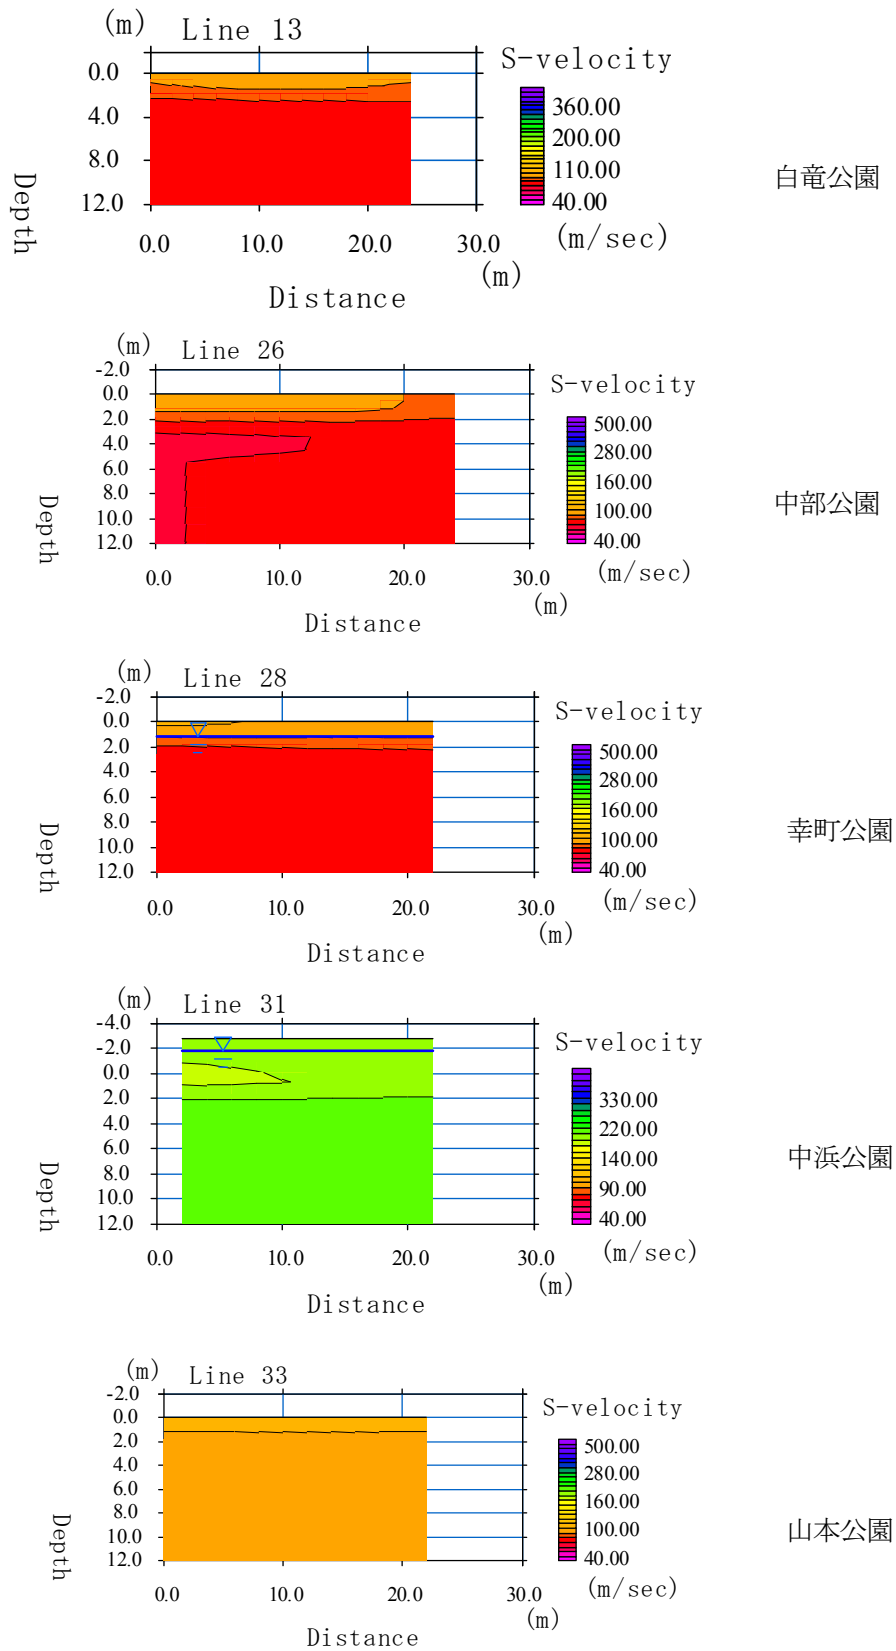 (m) Line 13
S-velocity
0.0
4.0
8.0
12.0
Depth
0.0 10.0 20.0 30.0
(m)
Distance
360.00
200.00
110.00
40.00
(m/sec)
白竜公園
(m) Line 26
S-velocity
-2.0
0.0
2.0
4.0
6.0
8.0
10.0
12.0
Depth
0.0 10.0 20.0 30.0
(m)
Distance
500.00
280.00
160.00
100.00
40.00
(m/sec)
中部公園
(m) Line 28
S-velocity
-2.0
0.0
2.0
4.0
6.0
8.0
10.0
12.0
Depth
0.0 10.0 20.0 30.0
(m)
Distance
500.00
280.00
160.00
100.00
40.00
(m/sec)
幸町公園
(m) Line 31
S-velocity
-4.0
-2.0
0.0
2.0
4.0
6.0
8.0
10.0
12.0
Depth
0.0 10.0 20.0 30.0
(m)
Distance
330.00
220.00
140.00
90.00
40.00
(m/sec)
中浜公園
(m) Line 33
S-velocity
-2.0
0.0
2.0
4.0
6.0
8.0
10.0
12.0
Depth
0.0 10.0 20.0 30.0
(m)
Distance
500.00
280.00
160.00
100.00
40.00
(m/sec)
山本公園